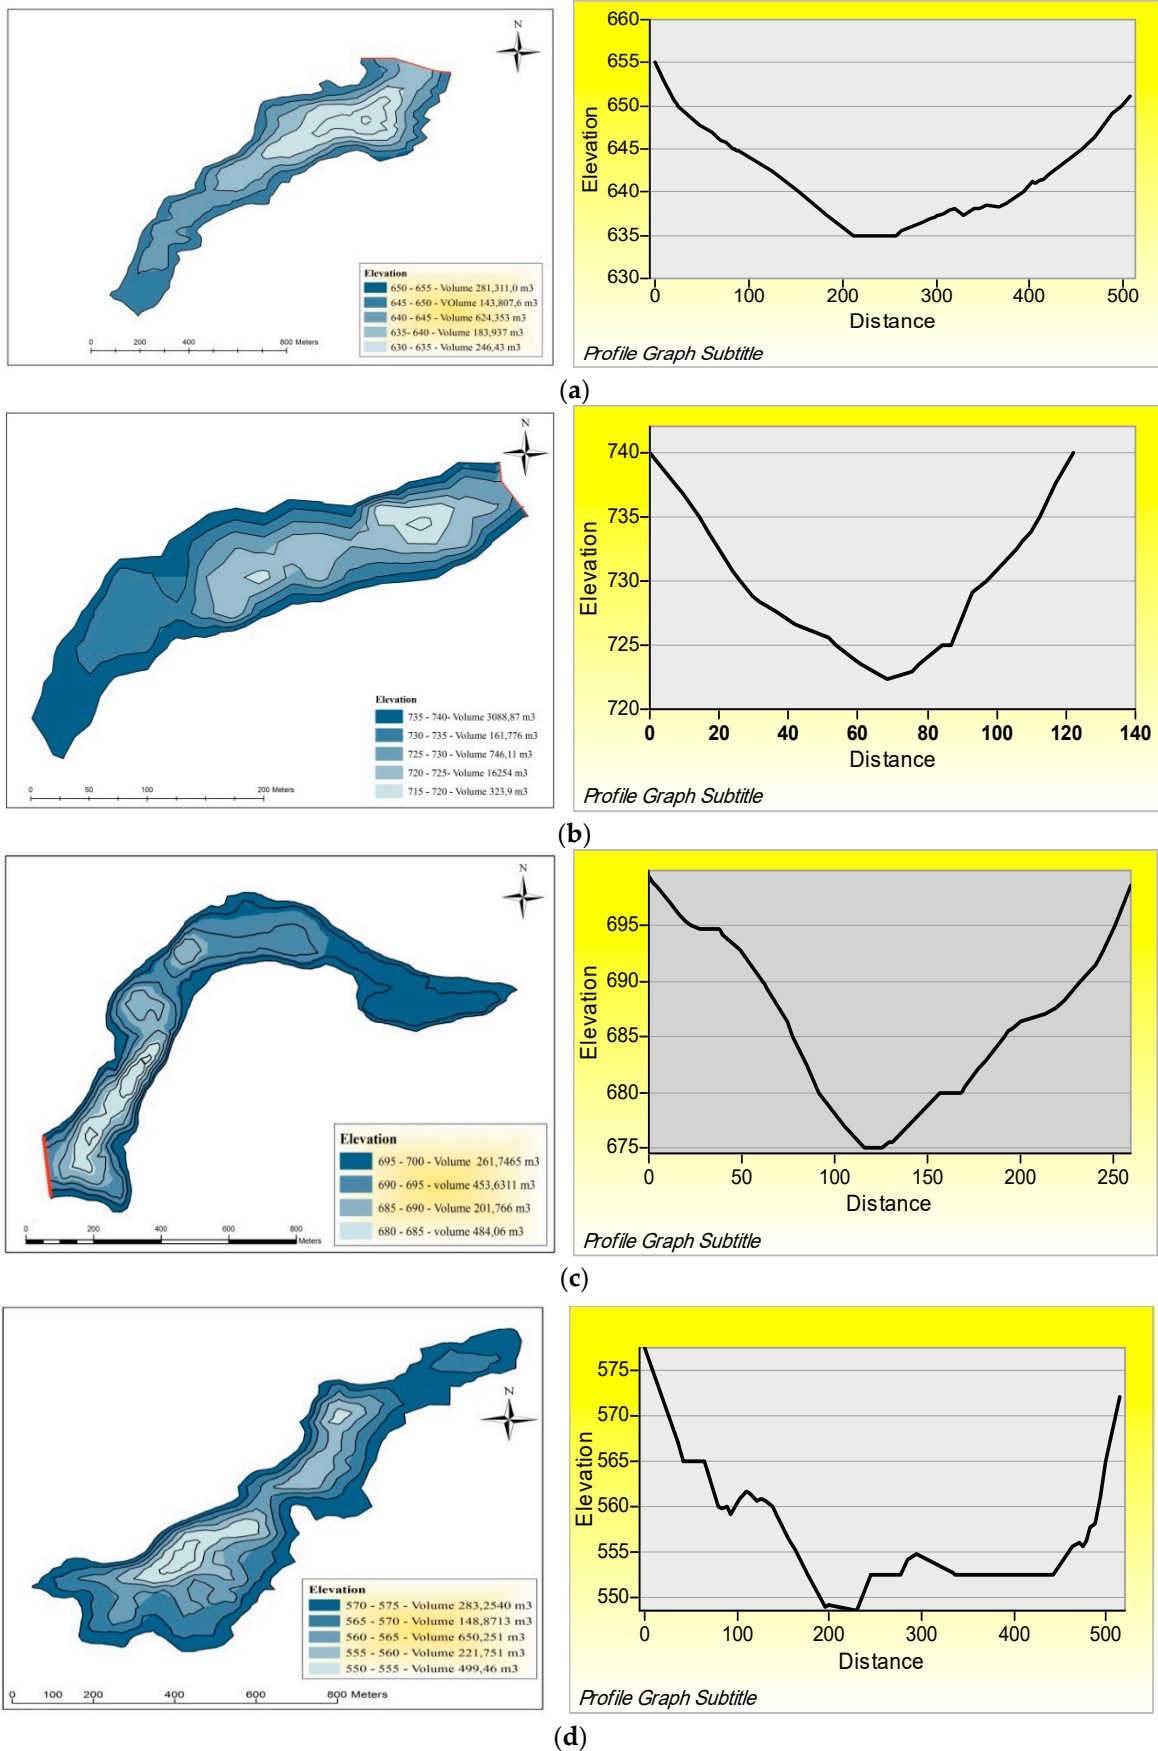 N
Elevation
650 - 655 - Volume 281,311,0 m3
645 - 650 - VOlume 143,807,6 m3
640 - 645 - Volume 624,353 m3
635- 640 - Volume 183,937 m3
630 - 635 - Volume 246,43 m3
0 200 400 800 Meters
660
655
650
645
640
635
630
Elevation
0 100 200 300 400 500
Distance
Profile Graph Subtitle
(a)
N
Elevation
735 - 740- Volume 3088,87 m3
730 - 735 - Volume 161,776 m3
725 - 730 - Volume 746,11 m3
720 - 725- Volume 16254 m3
715 - 720 - Volume 323,9 m3
0 50 100 200 Meters
740
735
730
725
720
Elevation
0 20 40 60 80 100 120 140
Distance
Profile Graph Subtitle
(b)
N
Elevation
695 - 700 - Volume 261,7465 m3
690 - 695 - volume 453,6311 m3
685 - 690 - Volume 201,766 m3
680 - 685 - volume 484,06 m3
0 200 400 600 800
Meters
695
690
685
680
675
Elevation
0 50 100 150 200 250
Distance
Profile Graph Subtitle
(c)
N
Elevation
570 - 575 - Volume 283,2540 m3
565 - 570 - Volume 148,8713 m3
560 - 565 - Volume 650,251 m3
555 - 560 - Volume 221,751 m3
550 - 555 - Volume 499,46 m3
0 100 200 400 600 800 Meters
575
570
565
560
555
550
Elevation
0 100 200 300 400 500
Distance
Profile Graph Subtitle
(d)